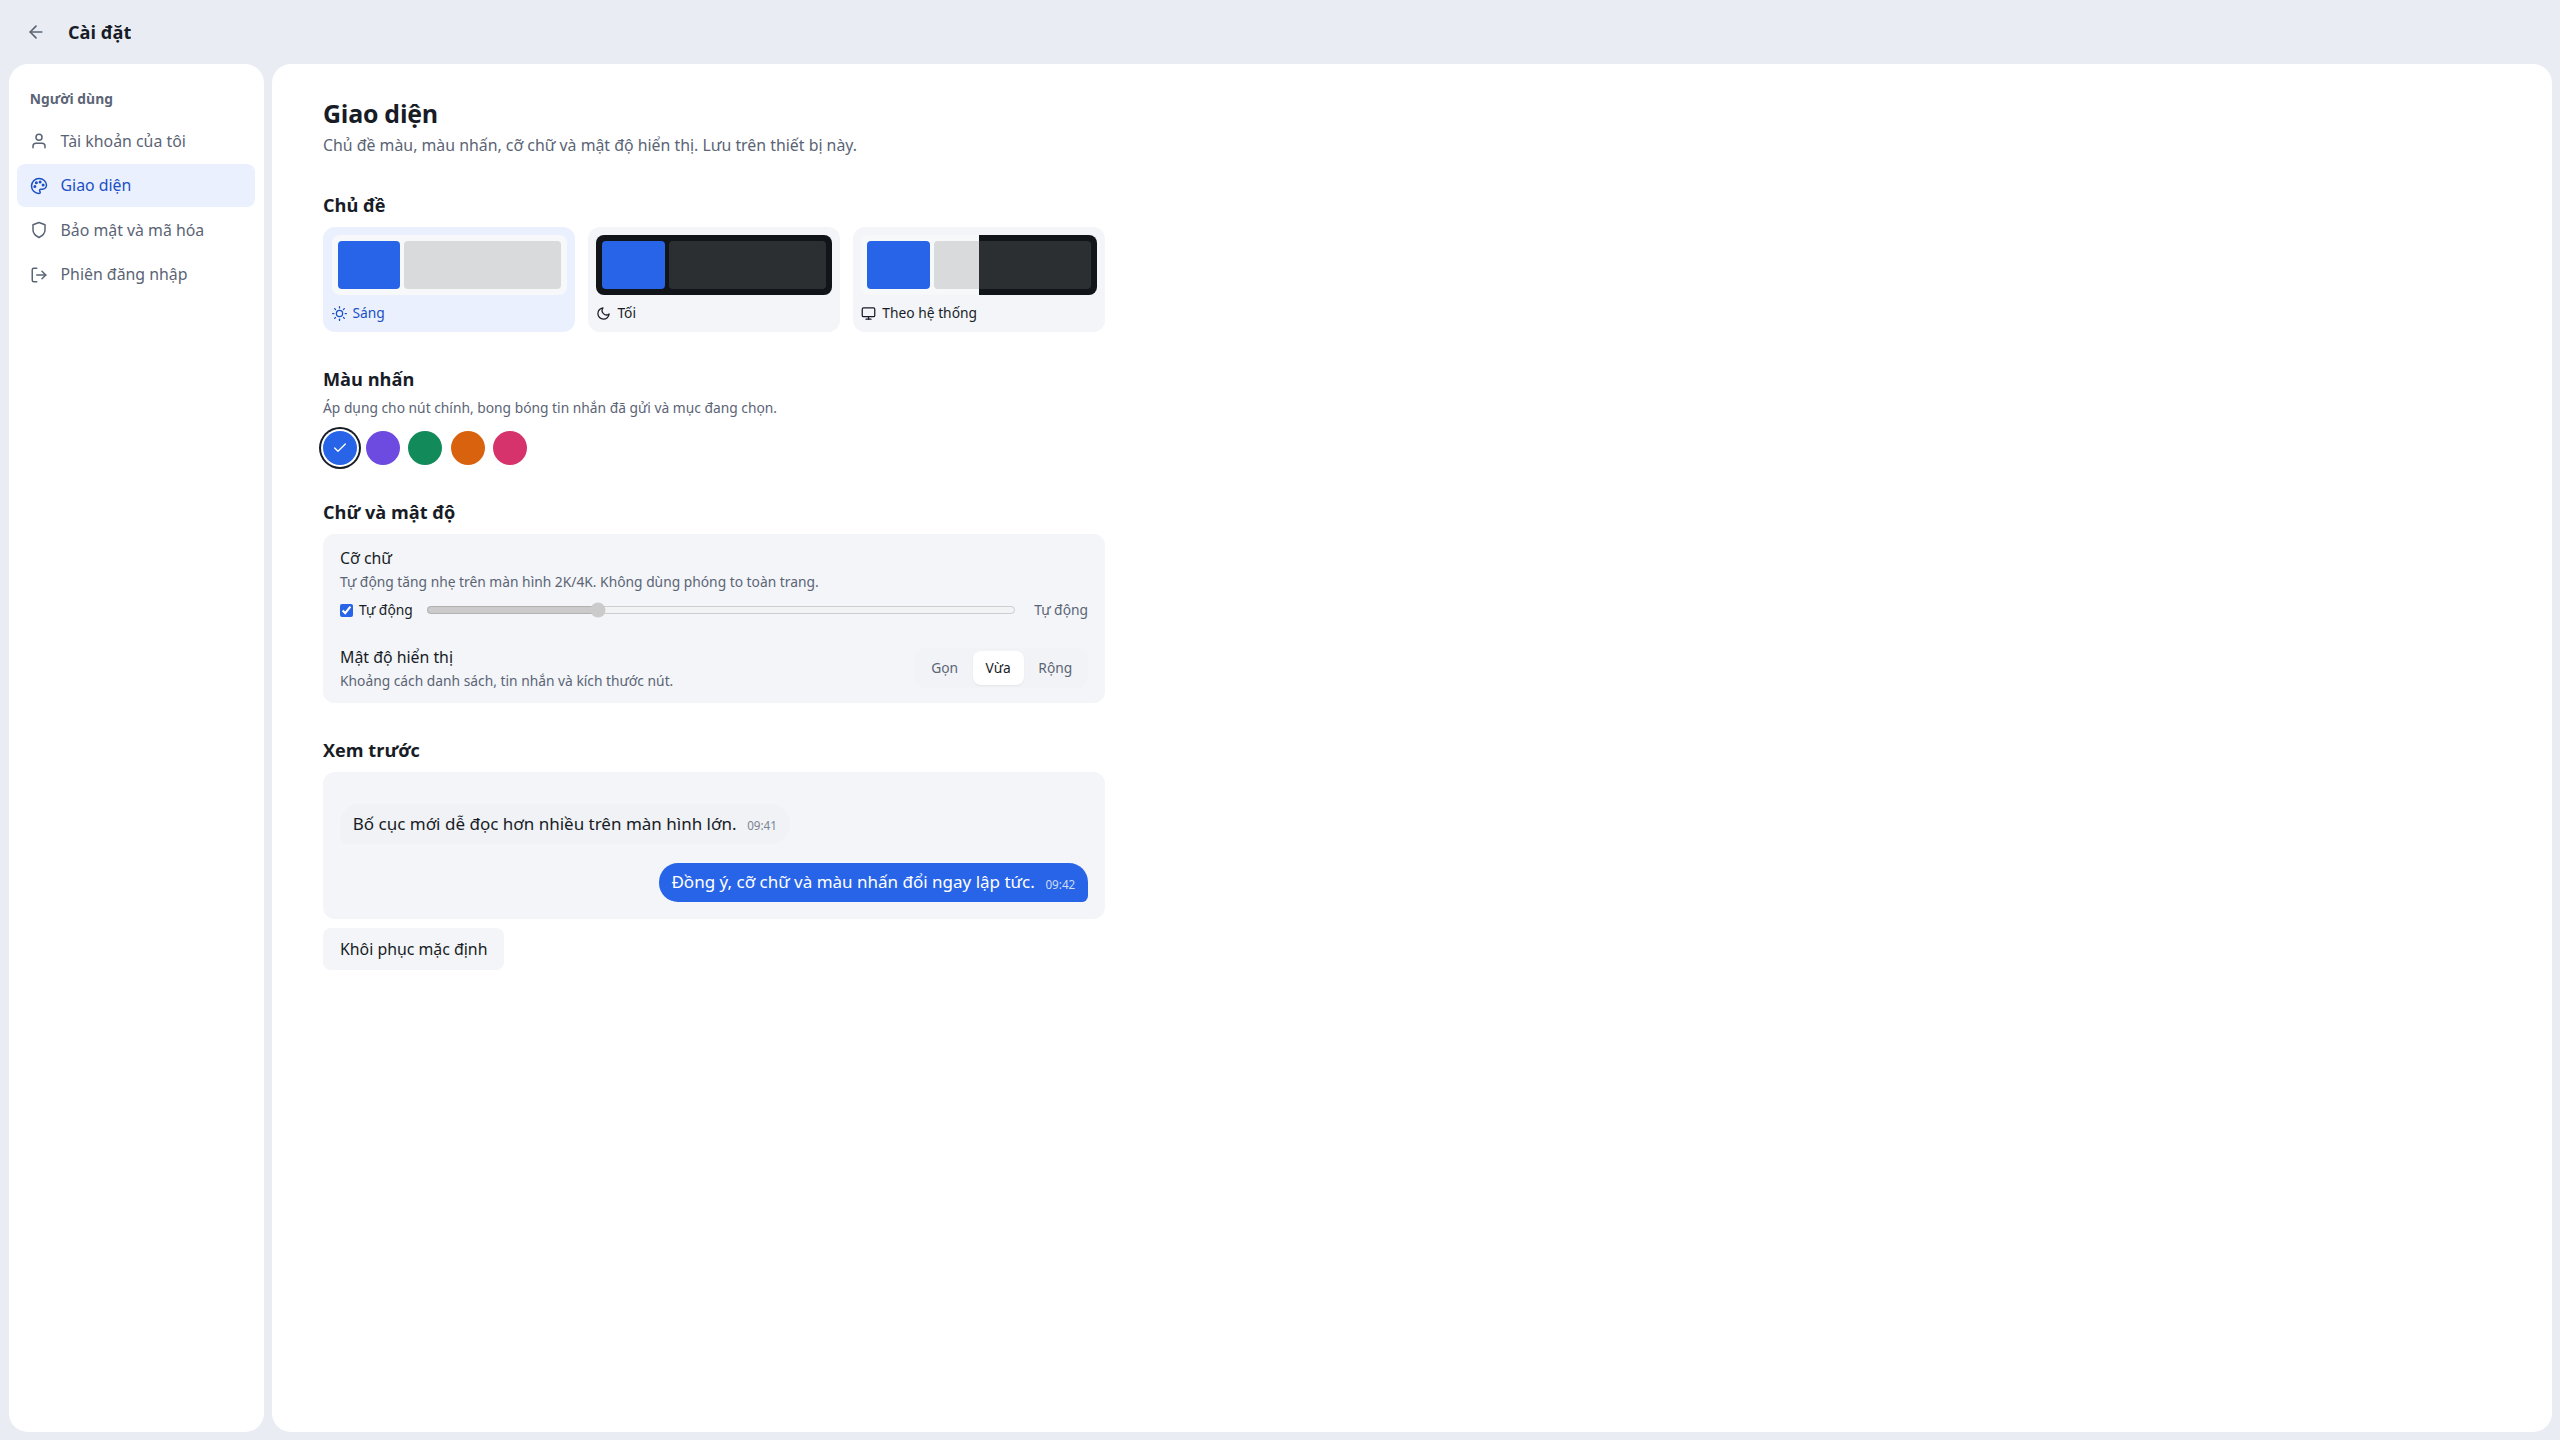 Cài đặt
Người dùng
Tài khoản của tôi
Giao diện
Bảo mật và mã hóa
Phiên đăng nhập
Giao diện
Chủ đề màu, màu nhấn, cỡ chữ và mật độ hiển thị. Lưu trên thiết bị này.
Chủ đề
Sáng
Tối
Theo hệ thống
Màu nhấn
Áp dụng cho nút chính, bong bóng tin nhắn đã gửi và mục đang chọn.
Chữ và mật độ
Cỡ chữ
Tự động tăng nhẹ trên màn hình 2K/4K. Không dùng phóng to toàn trang.
Tự động
Tự động
Mật độ hiển thị
Khoảng cách danh sách, tin nhắn và kích thước nút.
Gọn
Vừa
Rộng
Xem trước
Bố cục mới dễ đọc hơn nhiều trên màn hình lớn. 09:41
Đồng ý, cỡ chữ và màu nhấn đổi ngay lập tức. 09:42
Khôi phục mặc định